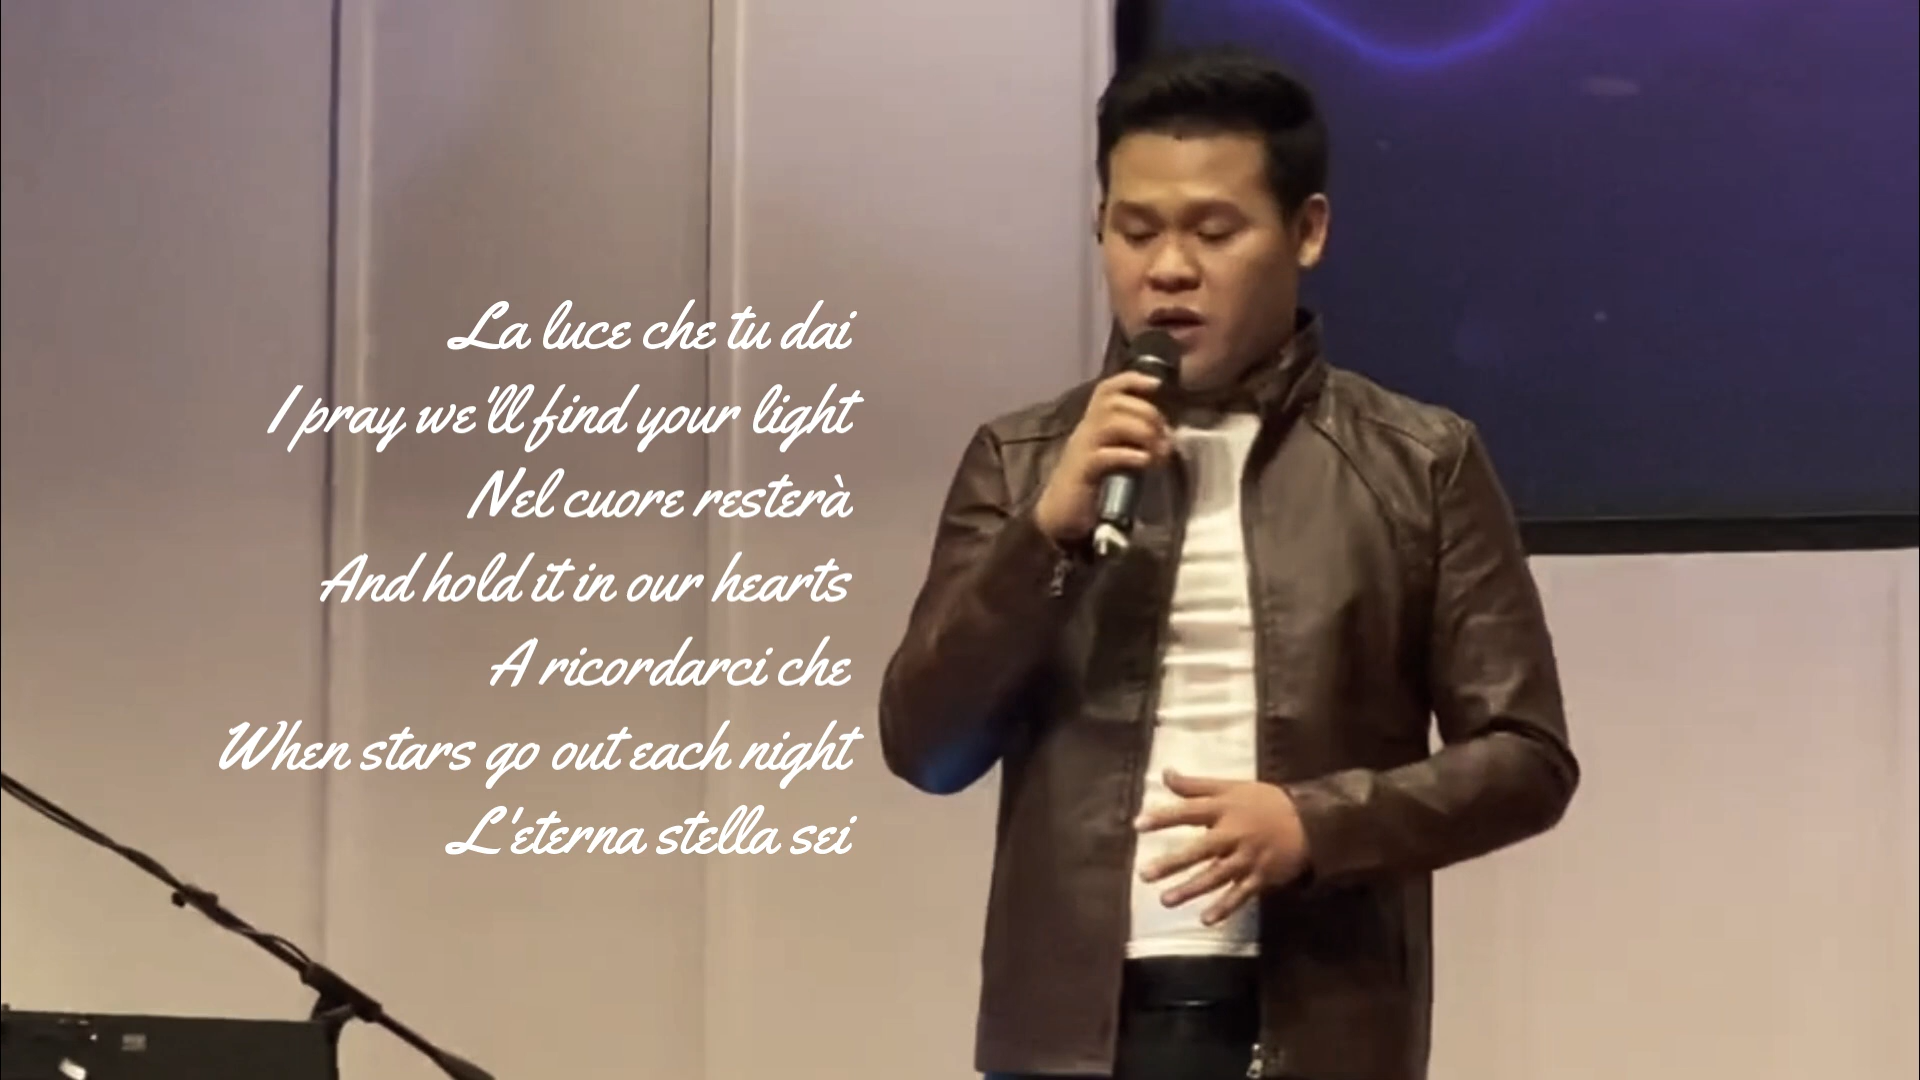 La luce che tu dai
I pray we'll find your light
Nel cuore resterà
And hold it in our hearts
A ricordarci che
When stars go out each night
L'eterna stella sei